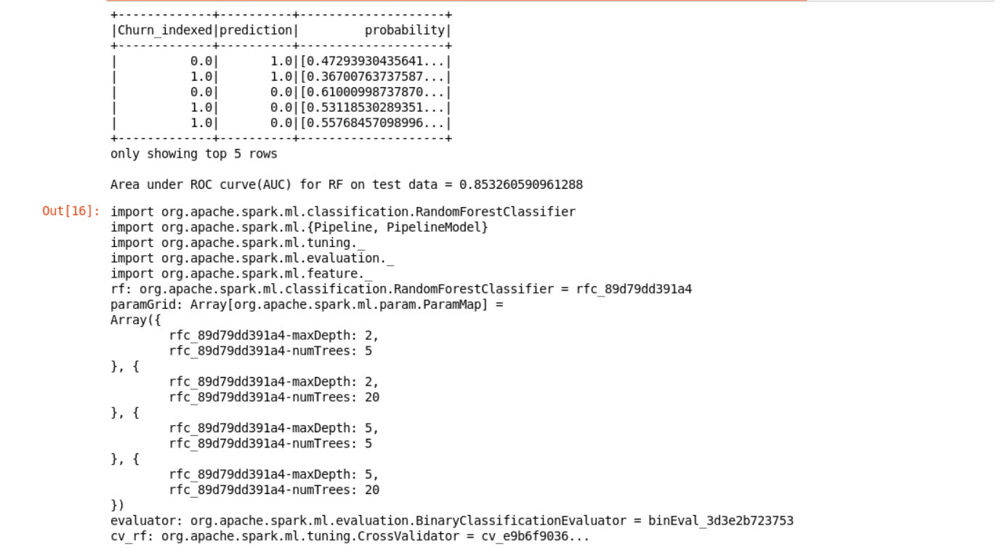 +-------------+----------+--------------------+
|Churn_indexed|prediction|         probability|
+-------------+----------+--------------------+
|          0.0|       1.0|[0.47293930435641...|
|          1.0|       1.0|[0.36700763737587...|
|          0.0|       0.0|[0.61000998737870...|
|          1.0|       0.0|[0.53118530289351...|
|          1.0|       0.0|[0.55768457098996...|
+-------------+----------+--------------------+
only showing top 5 rows
Area under ROC curve(AUC) for RF on test data = 0.853260590961288
Out[16]: import org.apache.spark.ml.classification.RandomForestClassifier
import org.apache.spark.ml.{Pipeline, PipelineModel}
import org.apache.spark.ml.tuning._
import org.apache.spark.ml.evaluation._
import org.apache.spark.ml.feature._
rf: org.apache.spark.ml.classification.RandomForestClassifier = rfc_89d79dd391a4
paramGrid: Array[org.apache.spark.ml.param.ParamMap] =
Array({
        rfc_89d79dd391a4-maxDepth: 2,
        rfc_89d79dd391a4-numTrees: 5
}, {
        rfc_89d79dd391a4-maxDepth: 2,
        rfc_89d79dd391a4-numTrees: 20
}, {
        rfc_89d79dd391a4-maxDepth: 5,
        rfc_89d79dd391a4-numTrees: 5
}, {
        rfc_89d79dd391a4-maxDepth: 5,
        rfc_89d79dd391a4-numTrees: 20
})
evaluator: org.apache.spark.ml.evaluation.BinaryClassificationEvaluator = binEval_3d3e2b723753
cv_rf: org.apache.spark.ml.tuning.CrossValidator = cv_e9b6f9036...